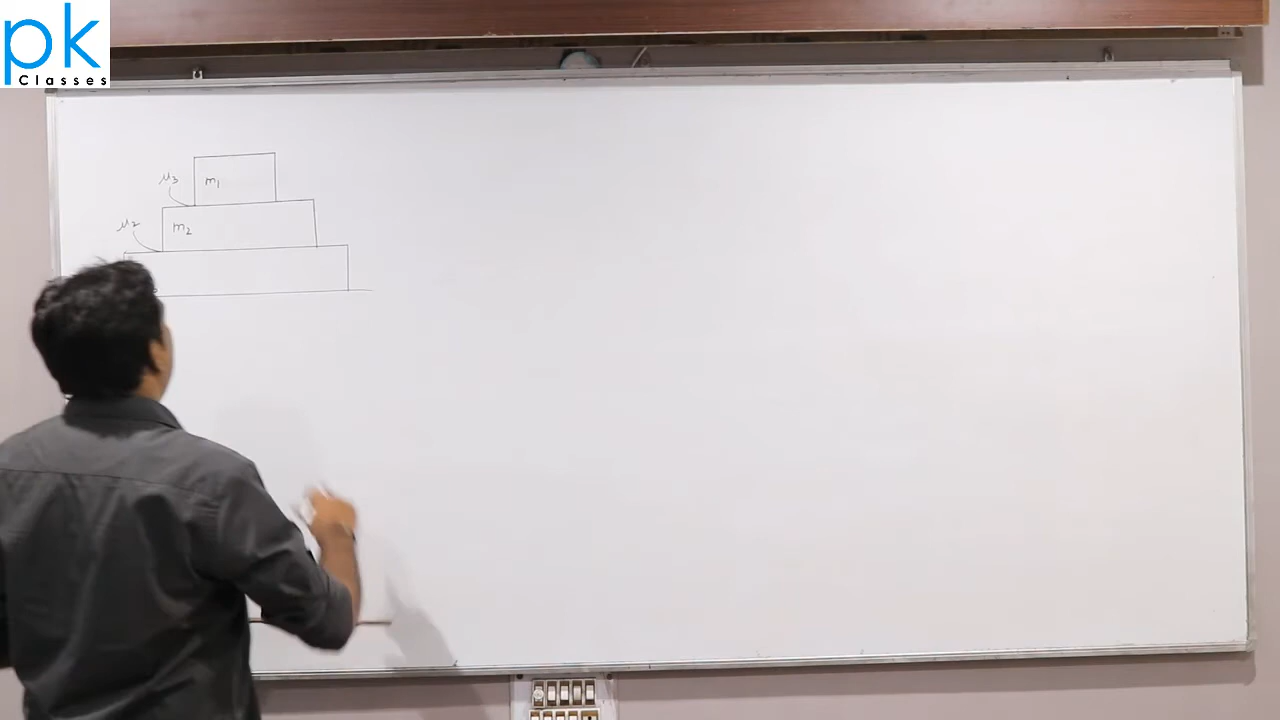 pk
Classes
μ3
m1
μ2
m2